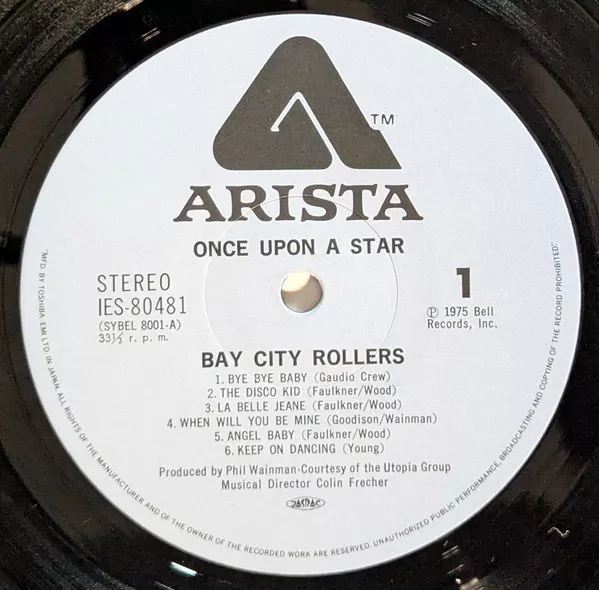 TM
ARISTA
ONCE UPON A STAR
STEREO
IES-80481
(SYBEL 8001-A)
33⅓ r. p. m.
1
Ⓟ 1975 Bell
Records, Inc.
BAY CITY ROLLERS
1. BYE BYE BABY (Gaudio Crew)
2. THE DISCO KID (Faulkner/Wood)
3. LA BELLE JEANE (Faulkner/Wood)
4. WHEN WILL YOU BE MINE (Goodison/Wainman)
5. ANGEL BABY (Faulkner/Wood)
6. KEEP ON DANCING (Young)
Produced by Phil Wainman-Courtesy of the Utopia Group
Musical Director Colin Frecher
JASRAC
"MFD. BY TOSHIBA EMI LTD. IN JAPAN. ALL RIGHTS OF THE MANUFACTURER AND OF THE OWNER OF THE RECORDED WORK ARE RESERVED. UNAUTHORIZED PUBLIC PERFORMANCE, BROADCASTING AND COPYING OF THE RECORD PROHIBITED."